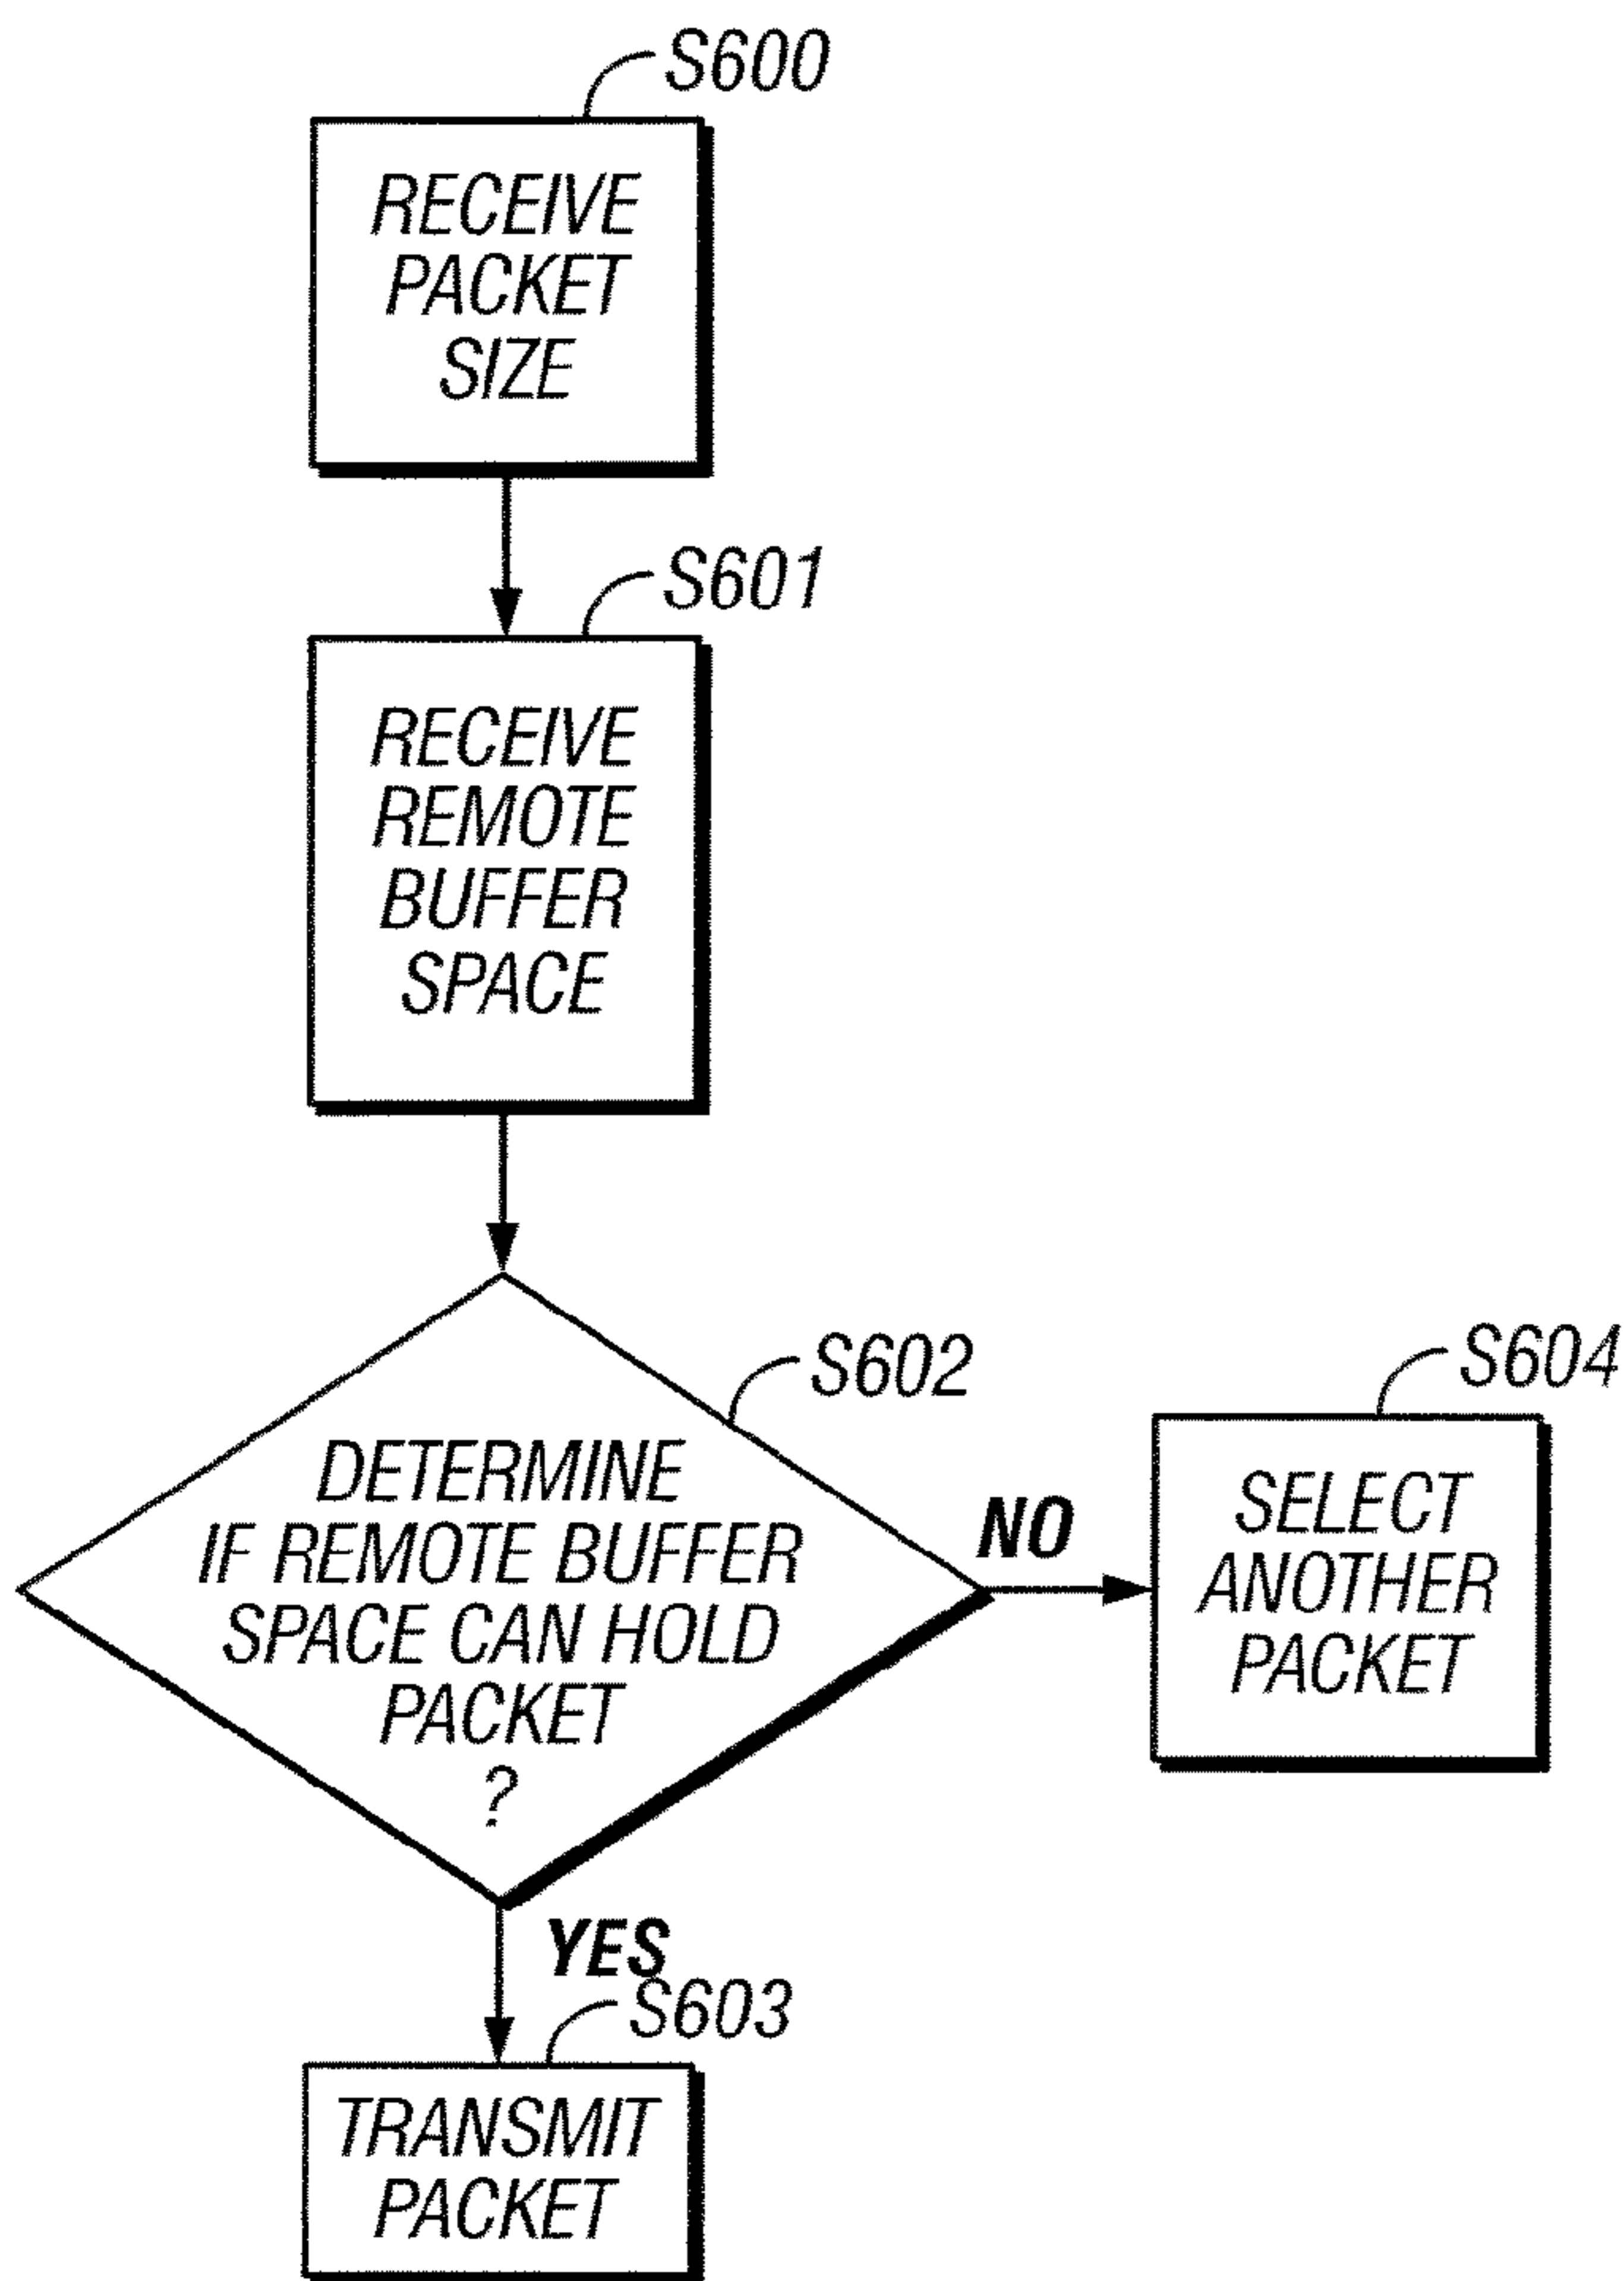 S600
RECEIVE
PACKET
SIZE
S601
RECEIVE
REMOTE
BUFFER
SPACE
S602
DETERMINE
IF REMOTE BUFFER
SPACE CAN HOLD
PACKET
?
NO
S604
SELECT
ANOTHER
PACKET
YES
S603
TRANSMIT
PACKET